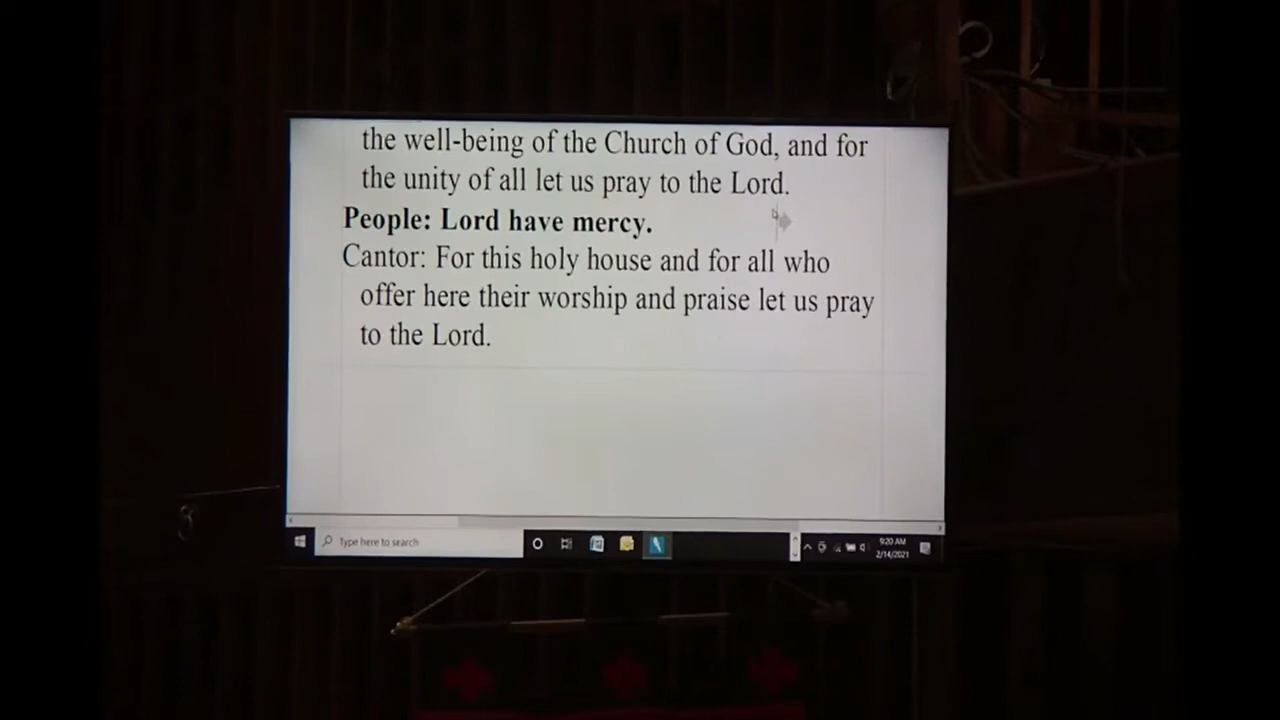 the well-being of the Church of God, and for
the unity of all let us pray to the Lord.
People: Lord have mercy.
Cantor: For this holy house and for all who
offer here their worship and praise let us pray
to the Lord.
Type here to search
9:20 AM
2/14/2021